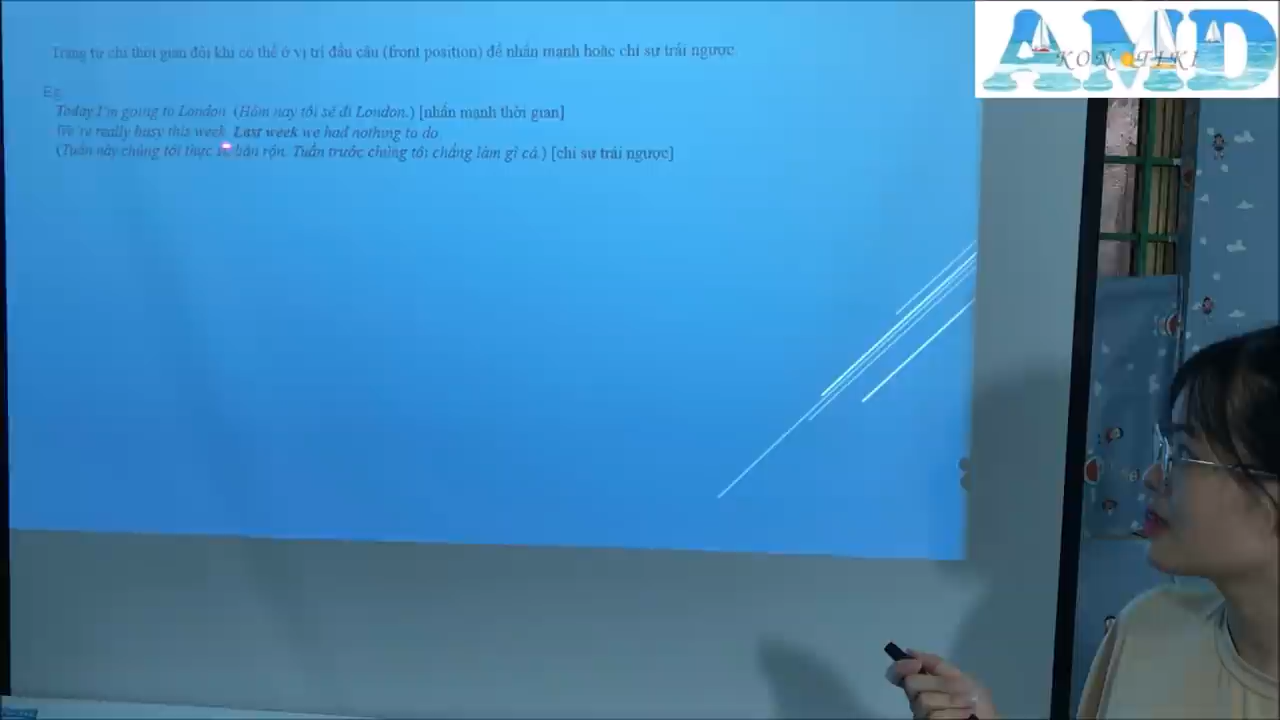 Trạng từ chỉ thời gian đôi khi có thể ở vị trí đầu câu (front position) để nhấn mạnh hoặc chỉ sự trái ngược.
Eg:
Today I'm going to London. (Hôm nay tôi sẽ đi London.) [nhấn mạnh thời gian]
We're really busy this week. Last week we had nothing to do.
(Tuần này chúng tôi thực sự bận rộn. Tuần trước chúng tôi chẳng làm gì cả.) [chỉ sự trái ngược]
AMD
KON TIKI